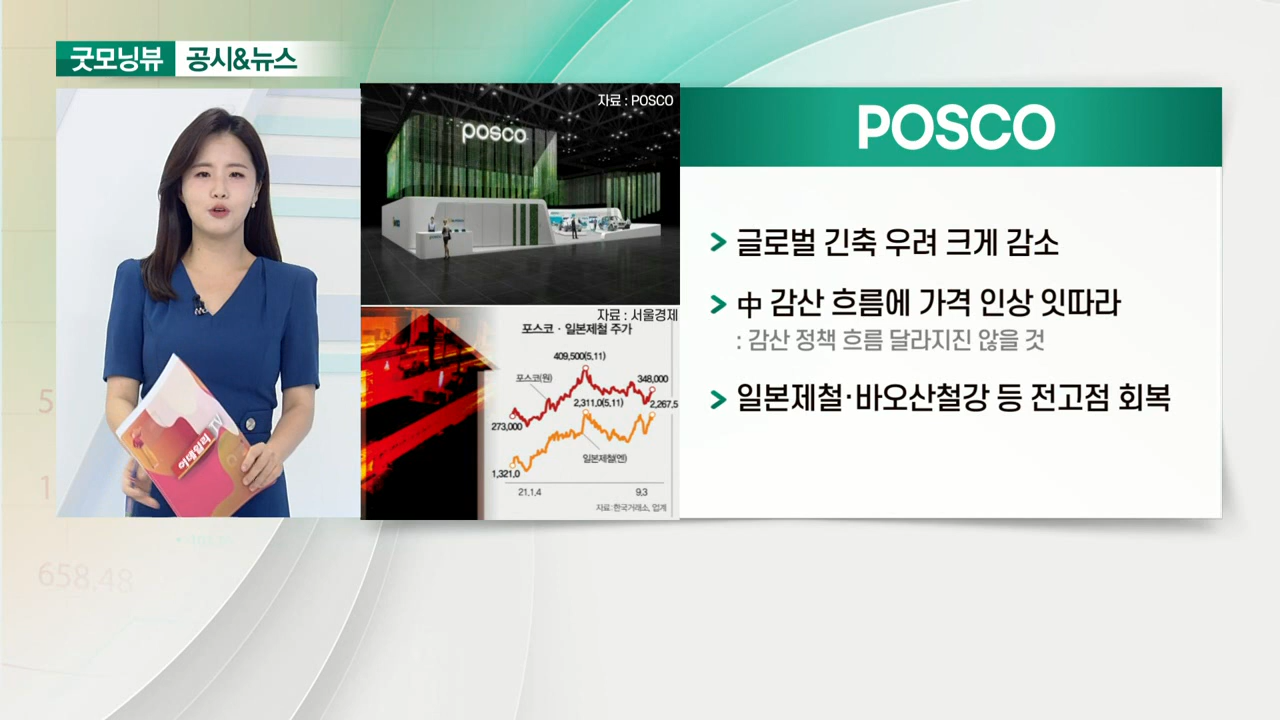 굿모닝뷰 공시&뉴스
자료 : POSCO
posco
POSCO
글로벌 긴축 우려 크게 감소
中 감산 흐름에 가격 인상 잇따라
: 감산 정책 흐름 달라지진 않을 것
일본제철·바오산철강 등 전고점 회복
자료 : 서울경제
포스코 · 일본제철 주가
409,500(5,11)
포스코(원)
348,000
2,311,0(5,11)
2,267,5
273,000
일본제철(엔)
1,321,0
21.1.4
9,3
자료:한국거래소, 업계
이데일리 TV
5
1
658.48